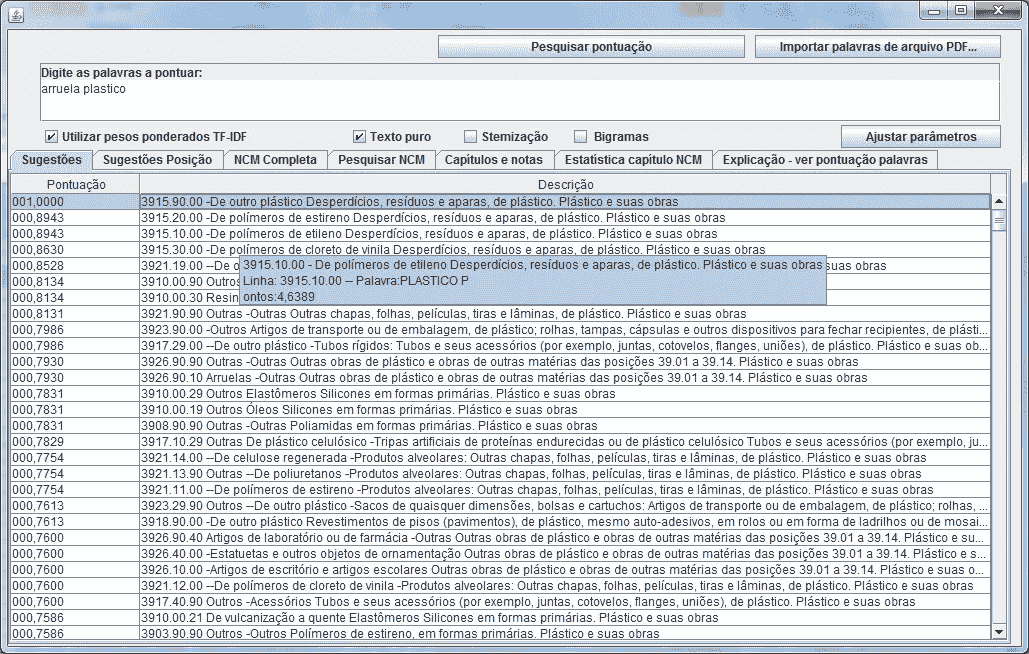 Pesquisar pontuação
Importar palavras de arquivo PDF...
Digite as palavras a pontuar:
arruela plastico
Utilizar pesos ponderados TF-IDF
Texto puro
Stemização
Bigramas
Ajustar parâmetros
Sugestões
Sugestões Posição
NCM Completa
Pesquisar NCM
Capítulos e notas
Estatística capítulo NCM
Explicação - ver pontuação palavras
Pontuação
Descrição
001,0000 3915.90.00 -De outro plástico Desperdícios, resíduos e aparas, de plástico. Plástico e suas obras
000,8943 3915.20.00 -De polímeros de estireno Desperdícios, resíduos e aparas, de plástico. Plástico e suas obras
000,8943 3915.10.00 -De polímeros de etileno Desperdícios, resíduos e aparas, de plástico. Plástico e suas obras
000,8630 3915.30.00 -De polímeros de cloreto de vinila Desperdícios, resíduos e aparas, de plástico. Plástico e suas obras
000,8528 3921.19.00 --De o suas obras
3915.10.00 - De polímeros de etileno Desperdícios, resíduos e aparas, de plástico. Plástico e suas obras
Linha: 3915.10.00 -- Palavra:PLASTICO P
ontos:4,6389
000,8134 3910.00.90 Outros
000,8134 3910.00.30 Resin
000,8131 3921.90.90 Outras -Outras Outras chapas, folhas, películas, tiras e lâminas, de plástico. Plástico e suas obras
000,7986 3923.90.00 -Outros Artigos de transporte ou de embalagem, de plástico; rolhas, tampas, cápsulas e outros dispositivos para fechar recipientes, de plásti...
000,7986 3917.29.00 --De outro plástico -Tubos rígidos: Tubos e seus acessórios (por exemplo, juntas, cotovelos, flanges, uniões), de plástico. Plástico e suas ob...
000,7930 3926.90.90 Outras -Outras Outras obras de plástico e obras de outras matérias das posições 39.01 a 39.14. Plástico e suas obras
000,7930 3926.90.10 Arruelas -Outras Outras obras de plástico e obras de outras matérias das posições 39.01 a 39.14. Plástico e suas obras
000,7831 3910.00.29 Outros Elastômeros Silicones em formas primárias. Plástico e suas obras
000,7831 3910.00.19 Outros Óleos Silicones em formas primárias. Plástico e suas obras
000,7831 3908.90.90 Outras -Outras Poliamidas em formas primárias. Plástico e suas obras
000,7829 3917.10.29 Outras De plástico celulósico -Tripas artificiais de proteínas endurecidas ou de plástico celulósico Tubos e seus acessórios (por exemplo, ju...
000,7754 3921.14.00 --De celulose regenerada -Produtos alveolares: Outras chapas, folhas, películas, tiras e lâminas, de plástico. Plástico e suas obras
000,7754 3921.13.90 Outras --De poliuretanos -Produtos alveolares: Outras chapas, folhas, películas, tiras e lâminas, de plástico. Plástico e suas obras
000,7754 3921.11.00 --De polímeros de estireno -Produtos alveolares: Outras chapas, folhas, películas, tiras e lâminas, de plástico. Plástico e suas obras
000,7613 3923.29.90 Outros --De outro plástico -Sacos de quaisquer dimensões, bolsas e cartuchos: Artigos de transporte ou de embalagem, de plástico; rolhas, ...
000,7613 3918.90.00 -De outro plástico Revestimentos de pisos (pavimentos), de plástico, mesmo auto-adesivos, em rolos ou em forma de ladrilhos ou de mosai...
000,7600 3926.90.40 Artigos de laboratório ou de farmácia -Outras Outras obras de plástico e obras de outras matérias das posições 39.01 a 39.14. Plástico e su...
000,7600 3926.40.00 -Estatuetas e outros objetos de ornamentação Outras obras de plástico e obras de outras matérias das posições 39.01 a 39.14. Plástico e s...
000,7600 3926.10.00 -Artigos de escritório e artigos escolares Outras obras de plástico e obras de outras matérias das posições 39.01 a 39.14. Plástico e suas o...
000,7600 3921.12.00 --De polímeros de cloreto de vinila -Produtos alveolares: Outras chapas, folhas, películas, tiras e lâminas, de plástico. Plástico e suas obras
000,7600 3917.40.90 Outros -Acessórios Tubos e seus acessórios (por exemplo, juntas, cotovelos, flanges, uniões), de plástico. Plástico e suas obras
000,7586 3910.00.21 De vulcanização a quente Elastômeros Silicones em formas primárias. Plástico e suas obras
000,7586 3903.90.90 Outros -Outros Polímeros de estireno, em formas primárias. Plástico e suas obras